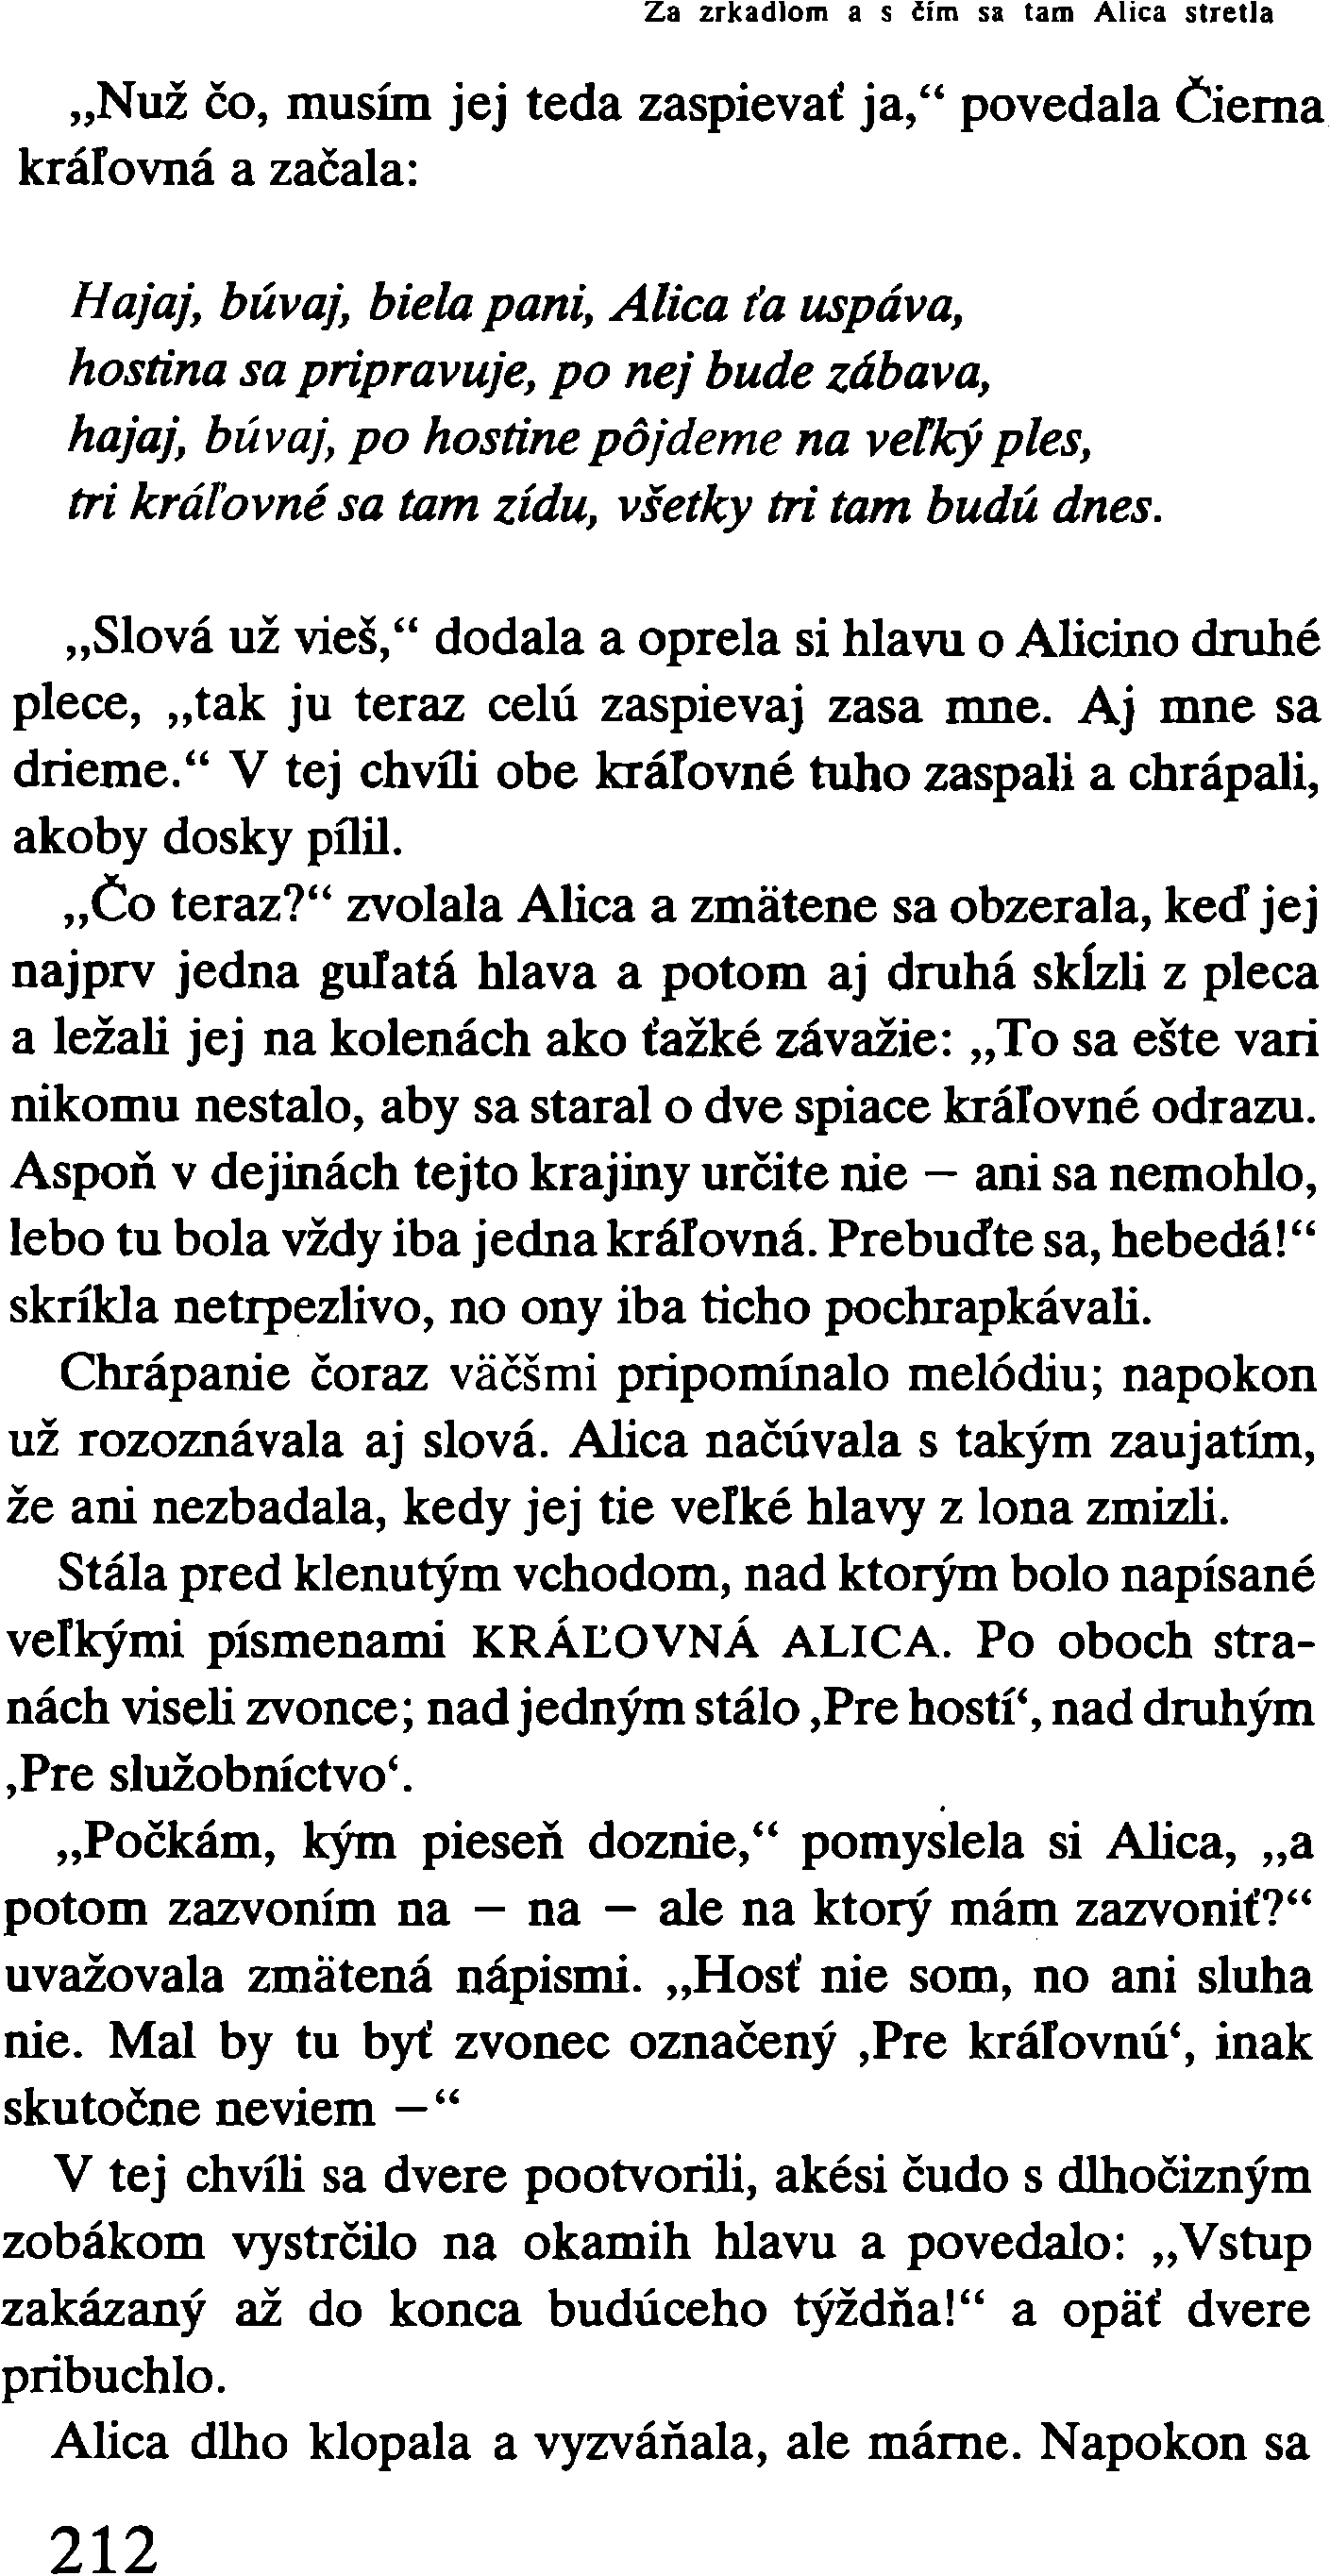 Za zrkadlom a s čím sa tam Alica stretla
„Nuž čo, musím jej teda zaspievať ja,“ povedala Čierna
kráľovná a začala:
Hajaj, búvaj, biela pani, Alica ťa uspáva,
hostina sa pripravuje, po nej bude zábava,
hajaj, búvaj, po hostine pôjdeme na veľký ples,
tri kráľovné sa tam zídu, všetky tri tam budú dnes.
„Slová už vieš,“ dodala a oprela si hlavu o Alicino druhé
plece, „tak ju teraz celú zaspievaj zasa mne. Aj mne sa
drieme.“ V tej chvíli obe kráľovné tuho zaspali a chrápali,
akoby dosky pílil.
„Čo teraz?“ zvolala Alica a zmätene sa obzerala, keď jej
najprv jedna guľatá hlava a potom aj druhá skĺzli z pleca
a ležali jej na kolenách ako ťažké závažie: „To sa ešte vari
nikomu nestalo, aby sa staral o dve spiace kráľovné odrazu.
Aspoň v dejinách tejto krajiny určite nie — ani sa nemohlo,
lebo tu bola vždy iba jedna kráľovná. Prebuďte sa, hebedá!“
skríkla netrpezlivo, no ony iba ticho pochrapkávali.
Chrápanie čoraz väčšmi pripomínalo melódiu; napokon
už rozoznávala aj slová. Alica načúvala s takým zaujatím,
že ani nezbadala, kedy jej tie veľké hlavy z lona zmizli.
Stála pred klenutým vchodom, nad ktorým bolo napísané
veľkými písmenami KRÁĽOVNÁ ALICA. Po oboch stra-
nách viseli zvonce; nad jedným stálo ‚Pre hostí‘, nad druhým
‚Pre služobníctvo‘.
„Počkám, kým pieseň doznie,“ pomyslela si Alica, „a
potom zazvoním na — na — ale na ktorý mám zazvoniť?“
uvažovala zmätená nápismi. „Hosť nie som, no ani sluha
nie. Mal by tu byť zvonec označený ‚Pre kráľovnú‘, inak
skutočne neviem —“
V tej chvíli sa dvere pootvorili, akési čudo s dlhočizným
zobákom vystrčilo na okamih hlavu a povedalo: „Vstup
zakázaný až do konca budúceho týždňa!“ a opäť dvere
pribuchlo.
Alica dlho klopala a vyzváňala, ale márne. Napokon sa
212